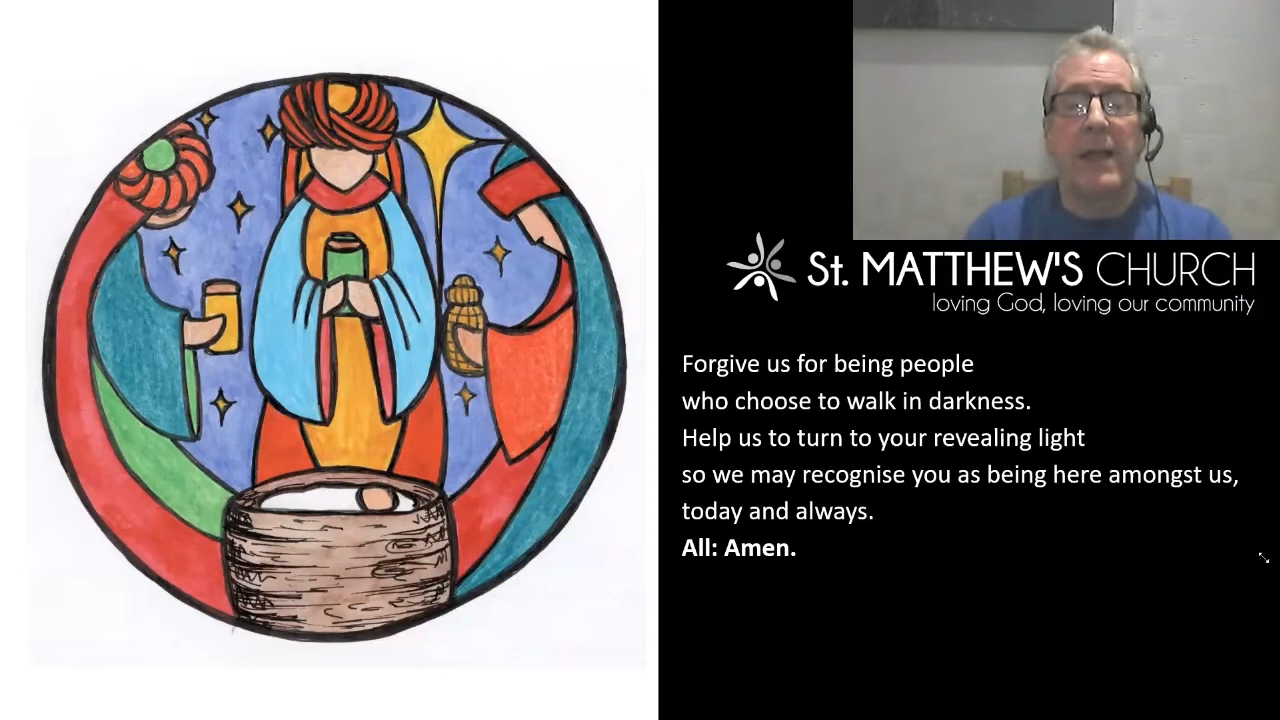 St. MATTHEW'S CHURCH
loving God, loving our community
Forgive us for being people
who choose to walk in darkness.
Help us to turn to your revealing light
so we may recognise you as being here amongst us,
today and always.
All: Amen.